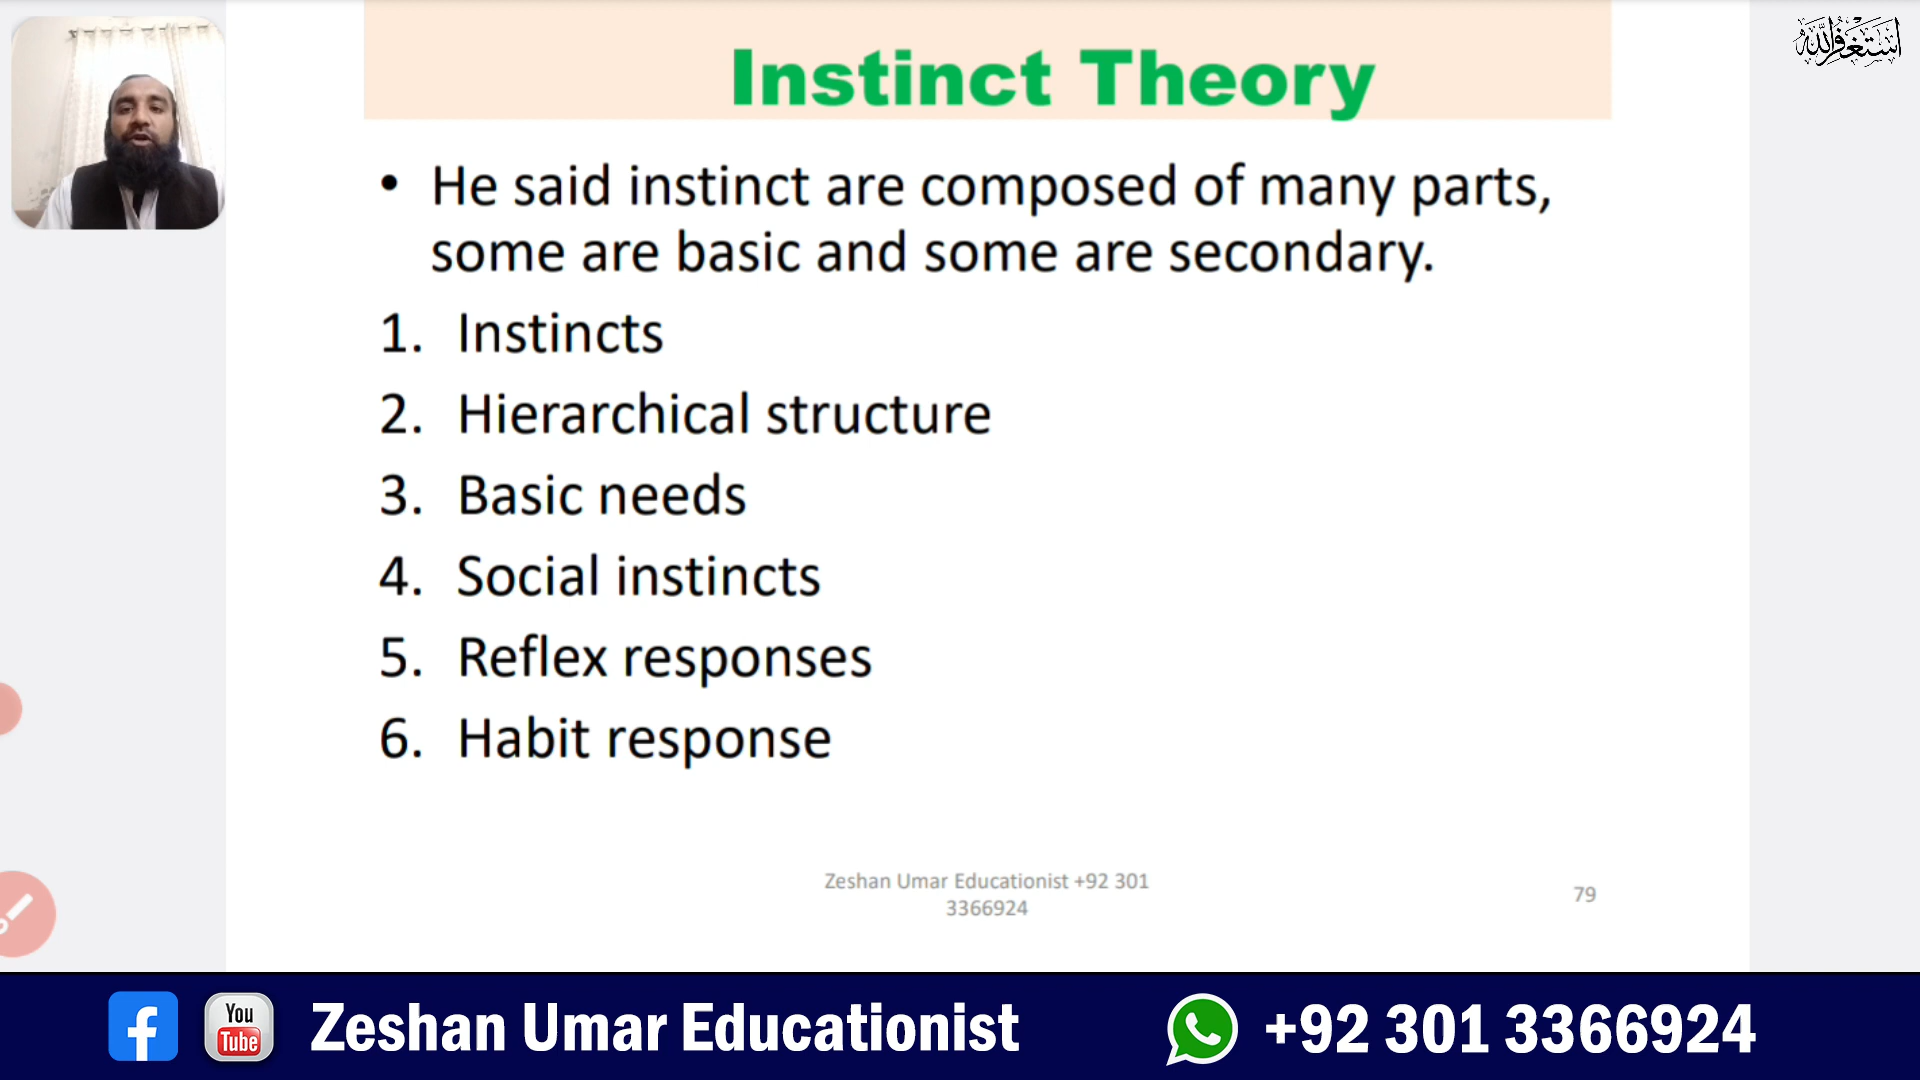 Instinct Theory
أستغفر الله
• He said instinct are composed of many parts,
some are basic and some are secondary.
1. Instincts
2. Hierarchical structure
3. Basic needs
4. Social instincts
5. Reflex responses
6. Habit response
Zeshan Umar Educationist +92 301
3366924
79
You
Tube
Zeshan Umar Educationist
+92 301 3366924